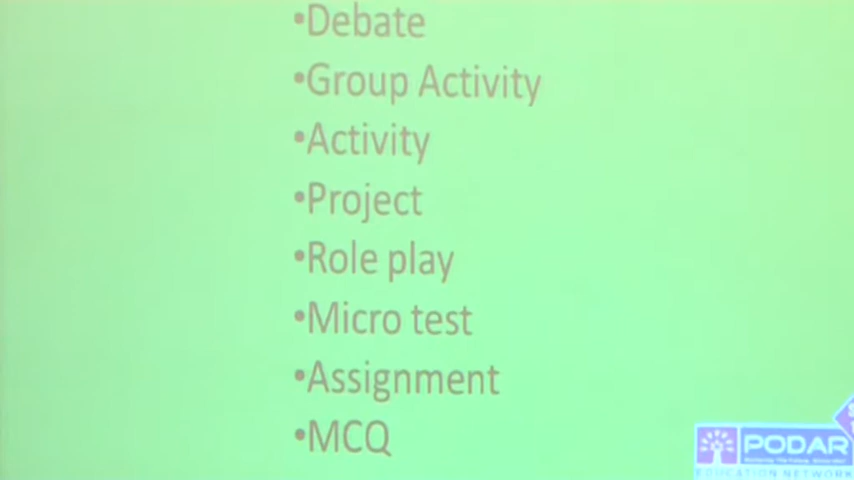 •Debate
•Group Activity
•Activity
•Project
•Role play
•Micro test
•Assignment
•MCQ
PODAR
EDUCATION NETWORK